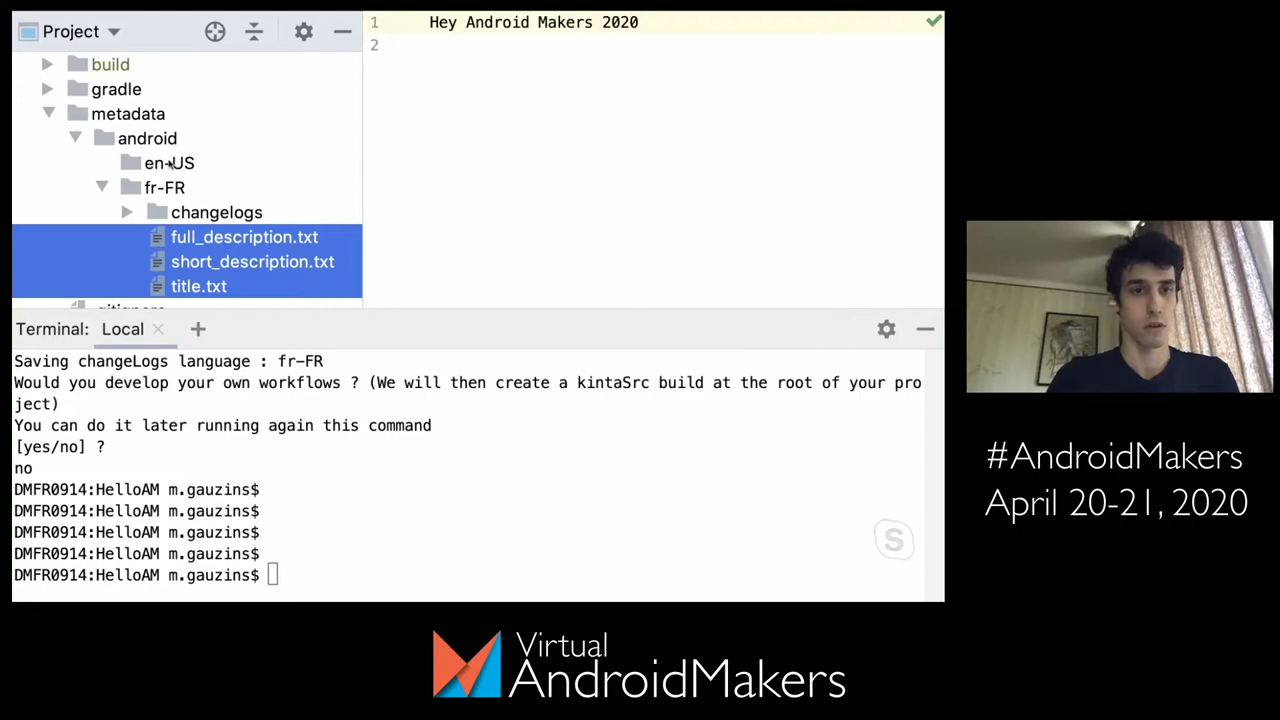 Project
build
gradle
metadata
android
en-US
fr-FR
changelogs
full_description.txt
short_description.txt
title.txt
1 Hey Android Makers 2020
2
Terminal: Local × +
Saving changeLogs language : fr-FR
Would you develop your own workflows ? (We will then create a kintaSrc build at the root of your pro
ject)
You can do it later running again this command
[yes/no] ?
no
DMFR0914:HelloAM m.gauzins$
DMFR0914:HelloAM m.gauzins$
DMFR0914:HelloAM m.gauzins$
DMFR0914:HelloAM m.gauzins$
DMFR0914:HelloAM m.gauzins$
S
#AndroidMakers
April 20-21, 2020
Virtual
AndroidMakers